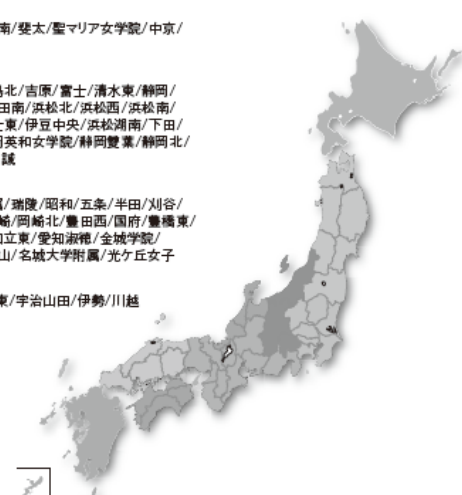 南/斐太/聖マリア女学院/中京/
島北/吉原/富士/清水東/静岡/
田南/浜松北/浜松西/浜松南/
士東/伊豆中央/浜松湖南/下田/
岡英和女学院/静岡雙葉/静岡北/
誠
/瑞陵/昭和/五条/半田/刈谷/
崎/岡崎北/豊田西/国府/豊橋東/
知立東/愛知淑徳/金城学院/
山/名城大学附属/光ケ丘女子
東/宇治山田/伊勢/川越